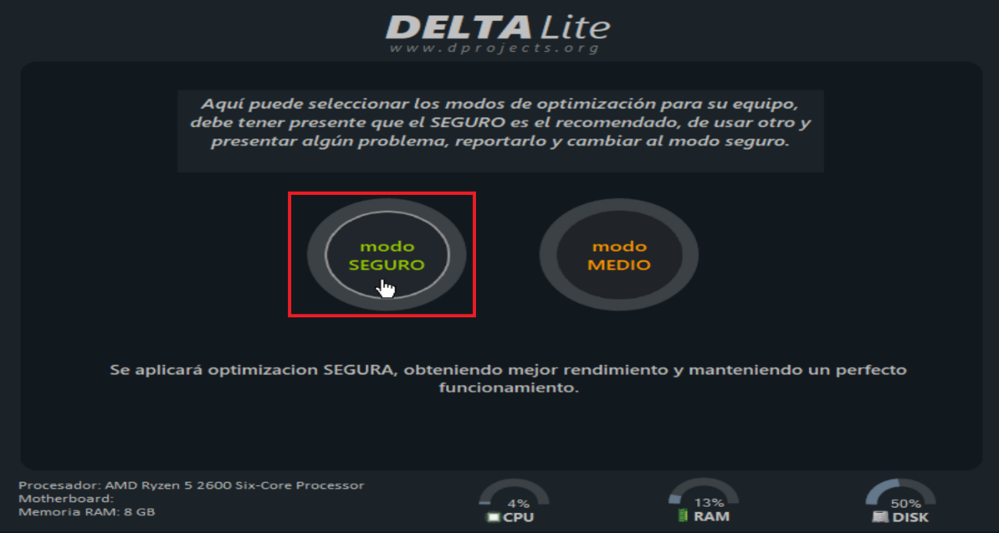 DELTA Lite
www.dprojects.org
Aquí puede seleccionar los modos de optimización para su equipo,
debe tener presente que el SEGURO es el recomendado, de usar otro y
presentar algún problema, reportarlo y cambiar al modo seguro.
modo
SEGURO
modo
MEDIO
Se aplicará optimizacion SEGURA, obteniendo mejor rendimiento y manteniendo un perfecto
funcionamiento.
Procesador: AMD Ryzen 5 2600 Six-Core Processor
Motherboard:
Memoria RAM: 8 GB
4%
CPU
13%
RAM
50%
DISK